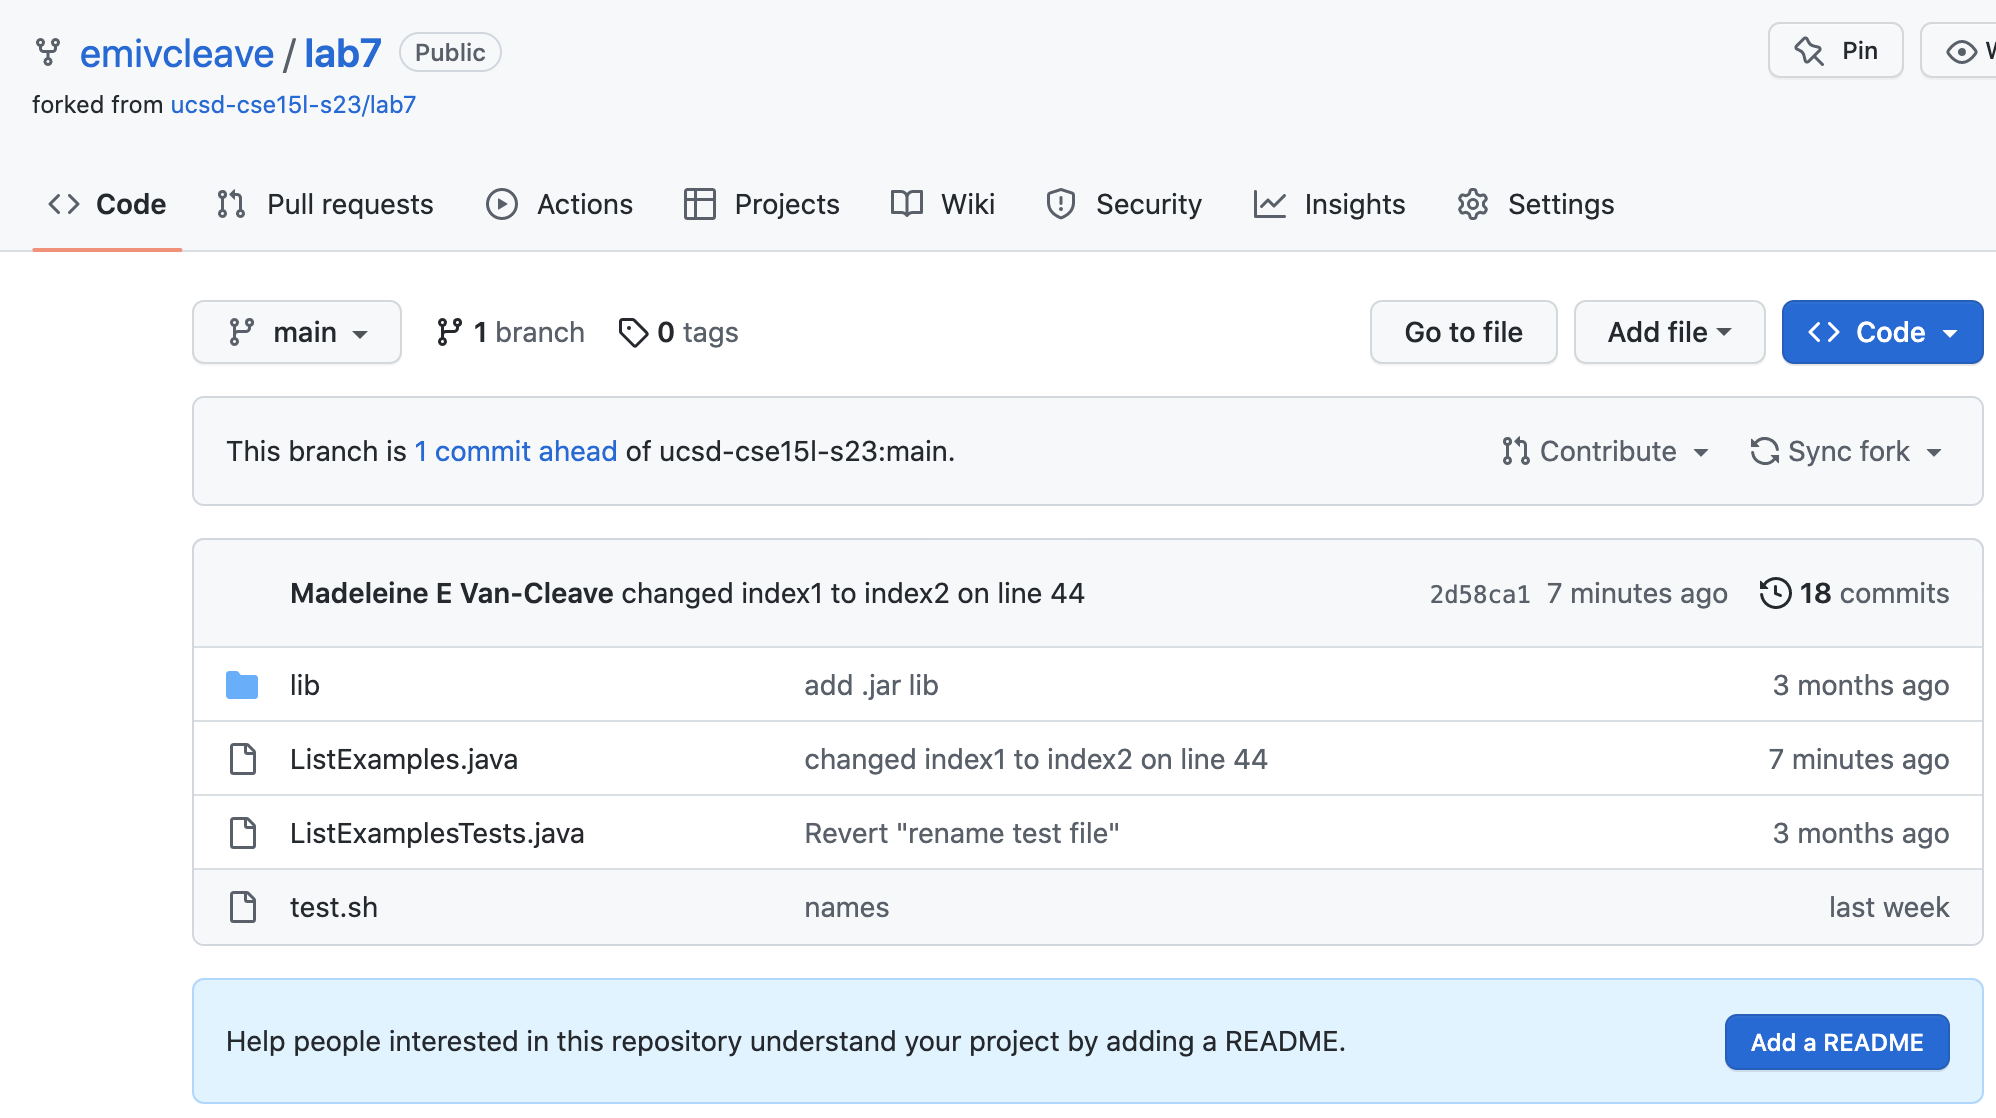 emivcleave / lab7 Public Pin
forked from ucsd-cse15l-s23/lab7
Code Pull requests Actions Projects Wiki Security Insights Settings
main 1 branch 0 tags Go to file Add file Code
This branch is 1 commit ahead of ucsd-cse15l-s23:main. Contribute Sync fork
Madeleine E Van-Cleave changed index1 to index2 on line 44 2d58ca1 7 minutes ago 18 commits
lib add .jar lib 3 months ago
ListExamples.java changed index1 to index2 on line 44 7 minutes ago
ListExamplesTests.java Revert "rename test file" 3 months ago
test.sh names last week
Help people interested in this repository understand your project by adding a README. Add a README